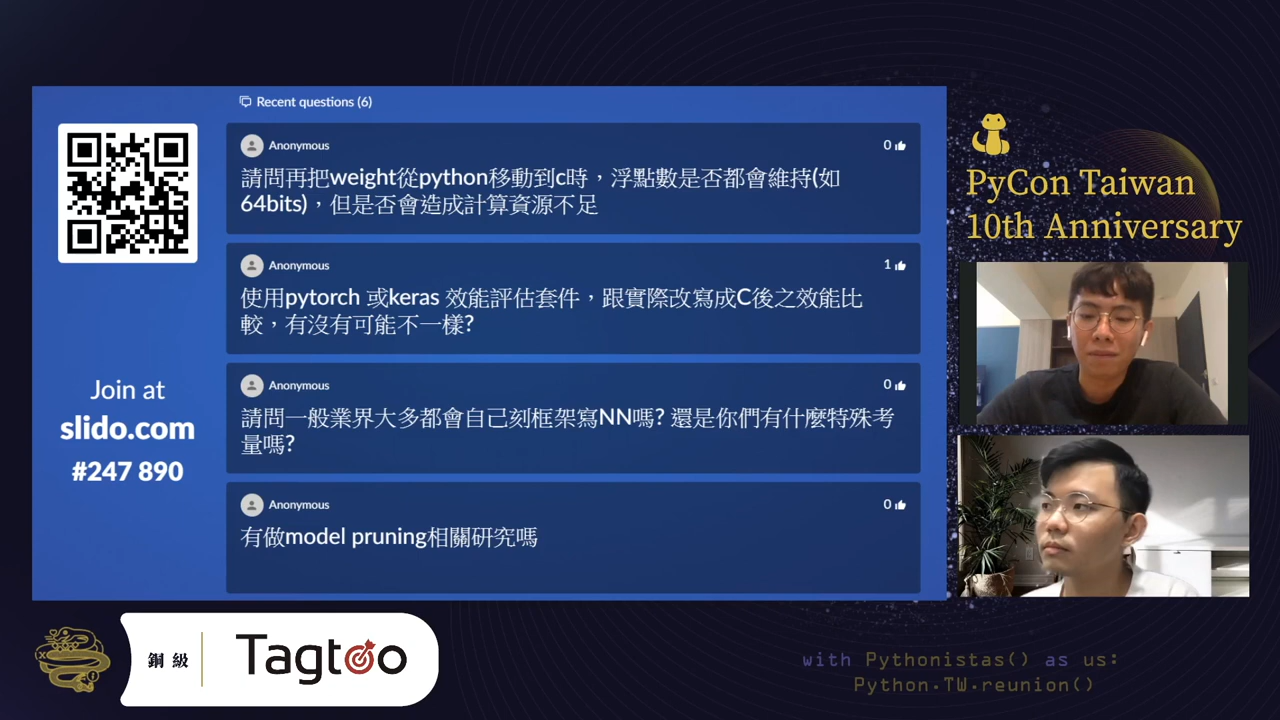 Recent questions (6)
Anonymous
0
請問再把weight從python移動到c時，浮點數是否都會維持(如
64bits)，但是否會造成計算資源不足
Anonymous
1
使用pytorch 或keras 效能評估套件，跟實際改寫成C後之效能比
較，有沒有可能不一樣?
Anonymous
0
請問一般業界大多都會自己刻框架寫NN嗎? 還是你們有什麼特殊考
量嗎?
Anonymous
0
有做model pruning相關研究嗎
Join at
slido.com
#247 890
PyCon Taiwan
10th Anniversary
銅級
Tagtoo
with Pythonistas() as us:
Python.TW.reunion()